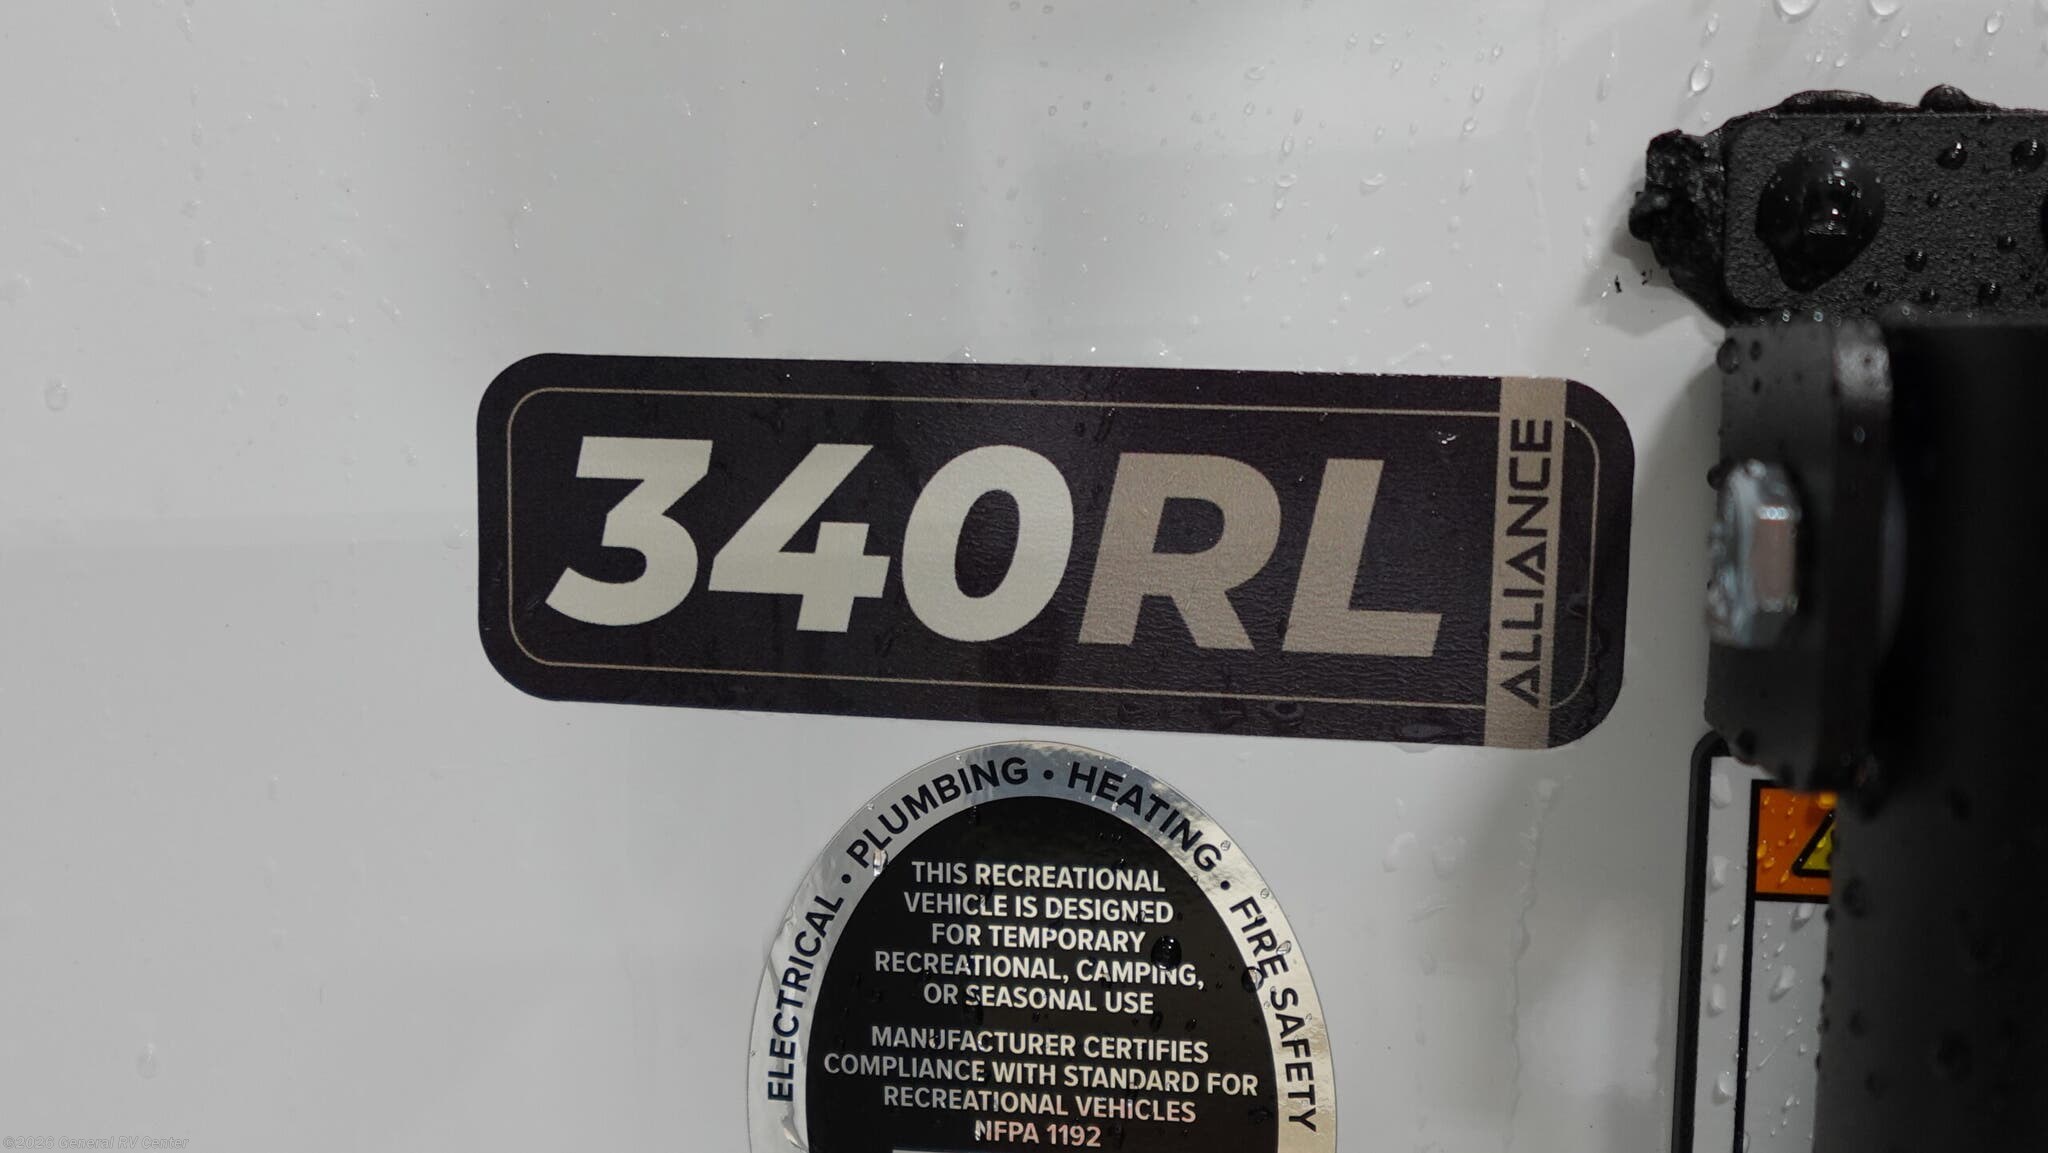 340RL
ALLIANCE
ELECTRICAL • PLUMBING • HEATING • FIRE SAFETY
THIS RECREATIONAL
VEHICLE IS DESIGNED
FOR TEMPORARY
RECREATIONAL, CAMPING,
OR SEASONAL USE
MANUFACTURER CERTIFIES
COMPLIANCE WITH STANDARD FOR
RECREATIONAL VEHICLES
NFPA 1192
©2026 General RV Center